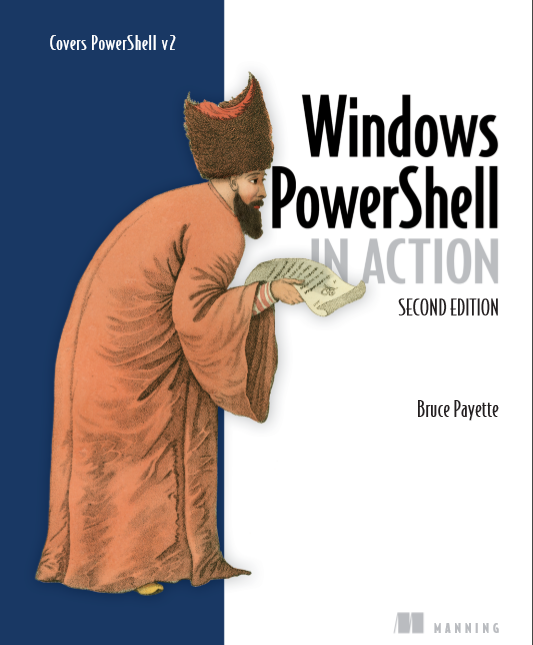 Covers PowerShell v2
Windows
PowerShell
IN ACTION
SECOND EDITION
Bruce Payette
MANNING